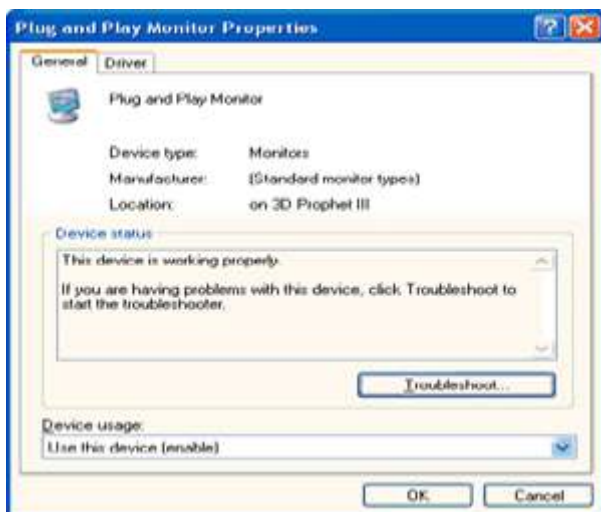 Plug and Play Monitor Properties
General Driver
Plug and Play Monitor
Device type: Monitors
Manufacturer: (Standard monitor types)
Location: on 3D Prophet III
Device status
This device is working properly.
If you are having problems with this device, click Troubleshoot to
start the troubleshooter.
Troubleshoot...
Device usage:
Use this device (enable)
OK Cancel